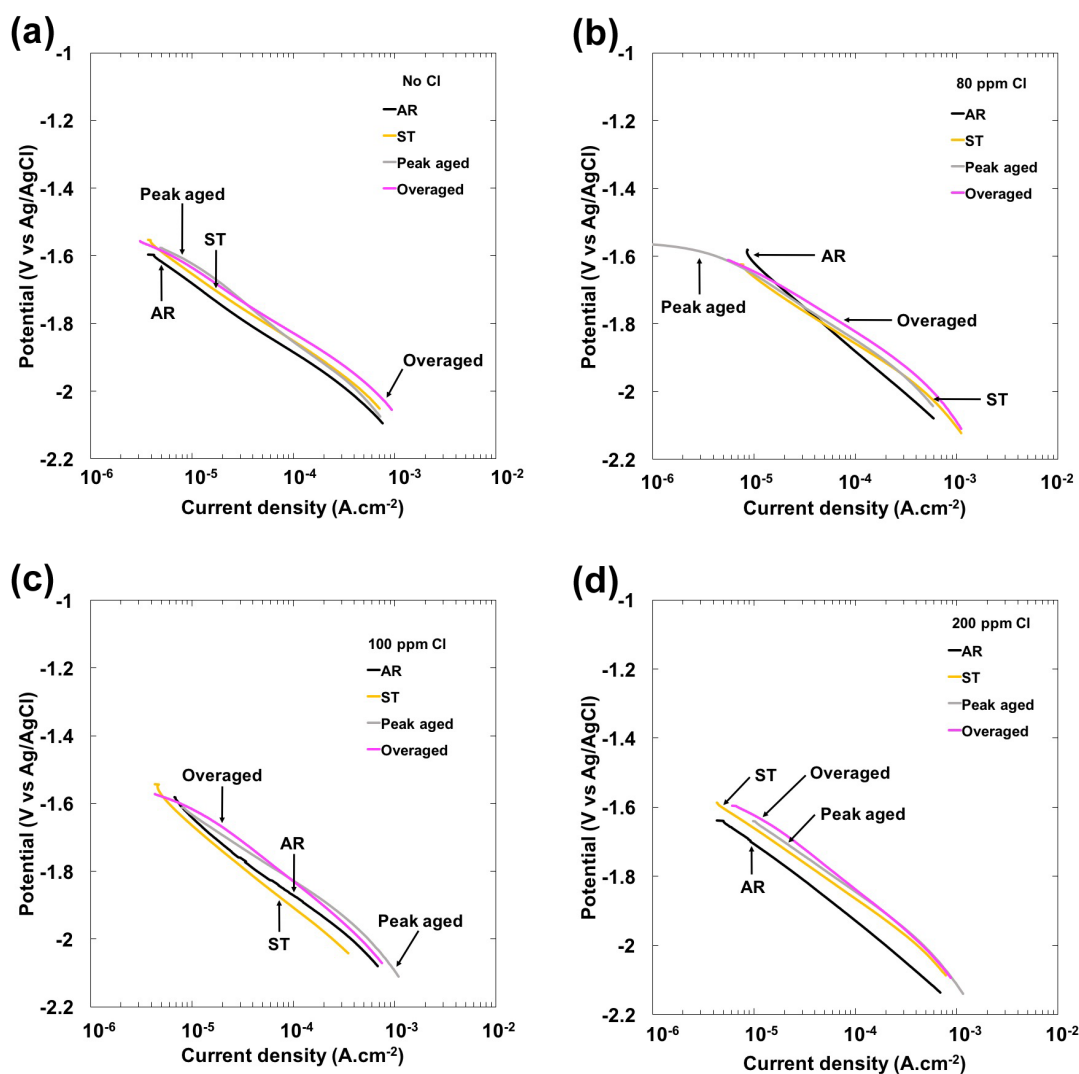 (a)
-1
-1.2
-1.4
-1.6
-1.8
-2
-2.2
Potential (V vs Ag/AgCl)
No Cl
AR
ST
Peak aged
Overaged
Peak aged
ST
AR
Overaged
10⁻⁶
10⁻⁵
10⁻⁴
10⁻³
10⁻²
Current density (A.cm⁻²)
(b)
-1
-1.2
-1.4
-1.6
-1.8
-2
-2.2
Potential (V vs Ag/AgCl)
80 ppm Cl
AR
ST
Peak aged
Overaged
AR
Peak aged
Overaged
ST
10⁻⁶
10⁻⁵
10⁻⁴
10⁻³
10⁻²
Current density (A.cm⁻²)
(c)
-1
-1.2
-1.4
-1.6
-1.8
-2
-2.2
Potential (V vs Ag/AgCl)
100 ppm Cl
AR
ST
Peak aged
Overaged
Overaged
AR
ST
Peak aged
10⁻⁶
10⁻⁵
10⁻⁴
10⁻³
10⁻²
Current density (A.cm⁻²)
(d)
-1
-1.2
-1.4
-1.6
-1.8
-2
-2.2
Potential (V vs Ag/AgCl)
200 ppm Cl
AR
ST
Peak aged
Overaged
ST
Overaged
Peak aged
AR
10⁻⁶
10⁻⁵
10⁻⁴
10⁻³
10⁻²
Current density (A.cm⁻²)